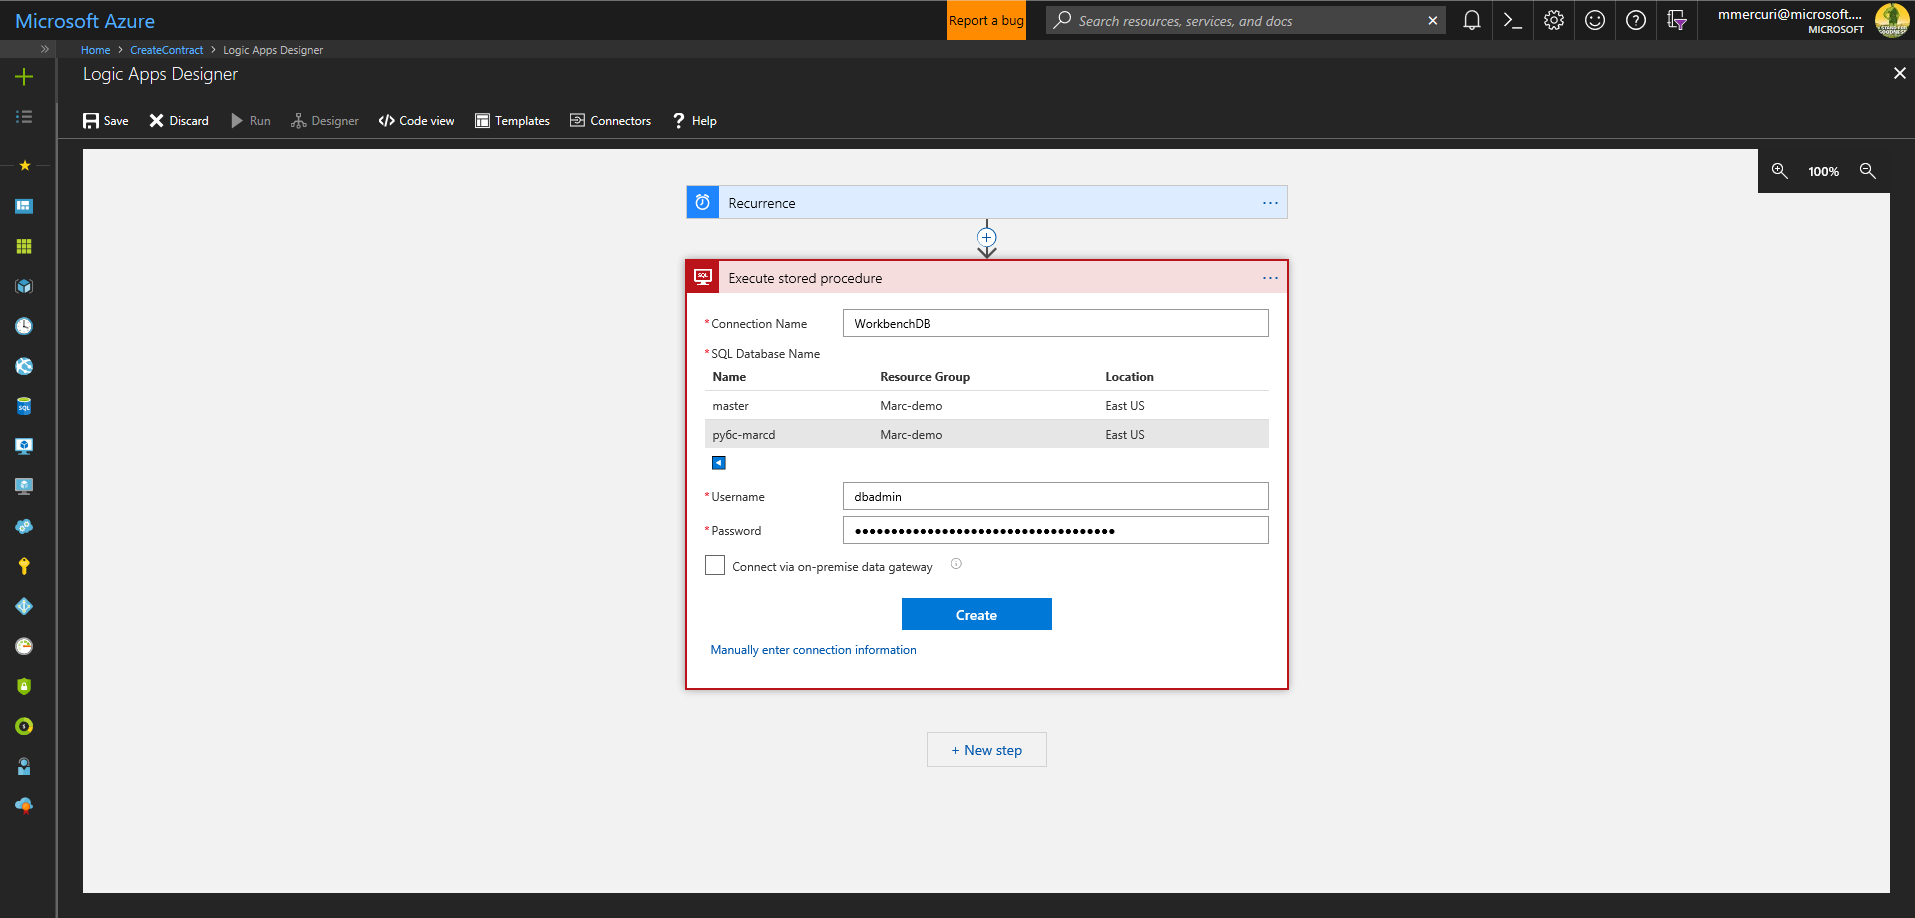 Microsoft Azure
Report a bug
Search resources, services, and docs
mmercuri@microsoft....
MICROSOFT
Home > CreateContract > Logic Apps Designer
Logic Apps Designer
Save Discard Run Designer Code view Templates Connectors Help
100%
Recurrence
SQL
Execute stored procedure
* Connection Name WorkbenchDB
* SQL Database Name
Name Resource Group Location
master Marc-demo East US
py6c-marcd Marc-demo East US
* Username dbadmin
* Password
Connect via on-premise data gateway
Create
Manually enter connection information
+ New step
SQL